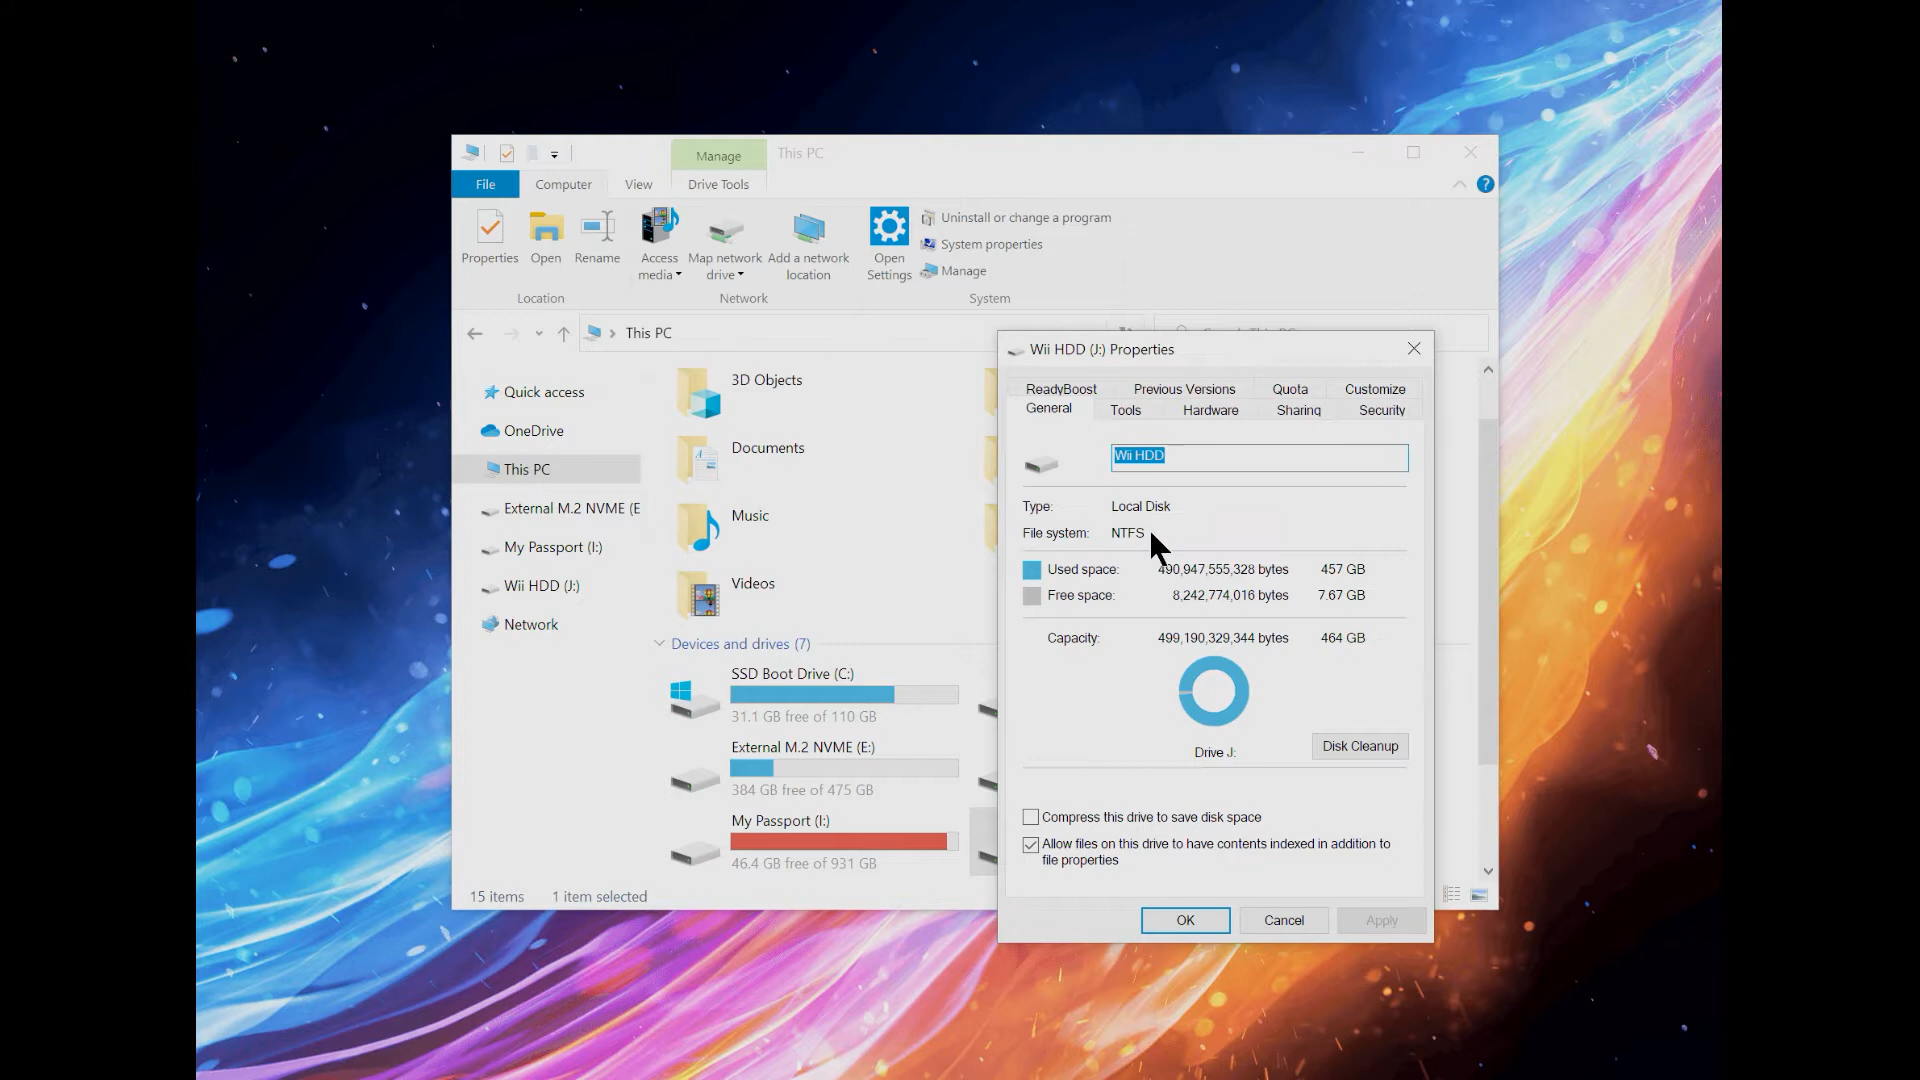 Manage
This PC
File
Computer
View
Drive Tools
Properties
Open
Rename
Access media
Map network drive
Add a network location
Open Settings
Uninstall or change a program
System properties
Manage
Location
Network
System
This PC
Quick access
OneDrive
This PC
External M.2 NVME (E
My Passport (I:)
Wii HDD (J:)
Network
3D Objects
Documents
Music
Videos
Devices and drives (7)
SSD Boot Drive (C:)
31.1 GB free of 110 GB
External M.2 NVME (E:)
384 GB free of 475 GB
My Passport (I:)
46.4 GB free of 931 GB
15 items
1 item selected
Wii HDD (J:) Properties
ReadyBoost
Previous Versions
Quota
Customize
General
Tools
Hardware
Sharing
Security
Wii HDD
Type: Local Disk
File system: NTFS
Used space: 490,947,555,328 bytes 457 GB
Free space: 8,242,774,016 bytes 7.67 GB
Capacity: 499,190,329,344 bytes 464 GB
Drive J:
Disk Cleanup
Compress this drive to save disk space
Allow files on this drive to have contents indexed in addition to
file properties
OK
Cancel
Apply